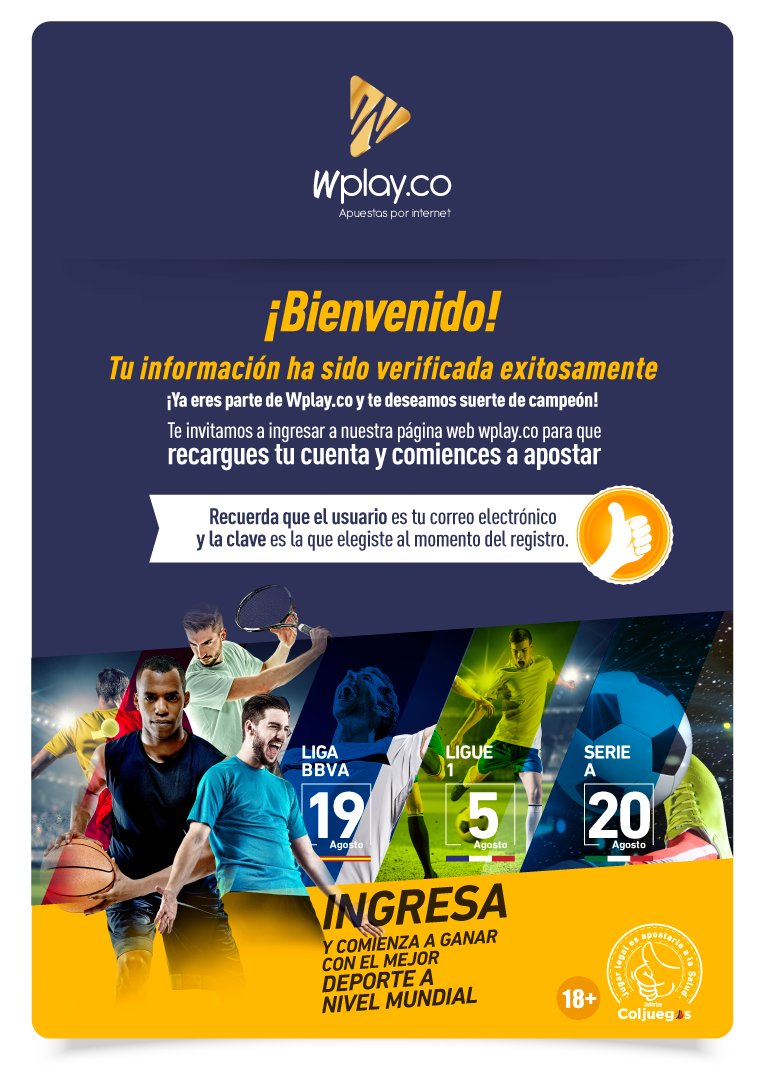 Wplay.co
Apuestas por internet
¡Bienvenido!
Tu información ha sido verificada exitosamente
¡Ya eres parte de Wplay.co y te deseamos suerte de campeón!
Te invitamos a ingresar a nuestra página web wplay.co para que
recargues tu cuenta y comiences a apostar
Recuerda que el usuario es tu correo electrónico
y la clave es la que elegiste al momento del registro.
LIGA
BBVA
19
Agosto
LIGUE
1
5
Agosto
SERIE
A
20
Agosto
INGRESA
Y COMIENZA A GANAR
CON EL MEJOR
DEPORTE A
NIVEL MUNDIAL
18+
Jugar legal es apostarle a la Salud
Autoriza
Coljuegos